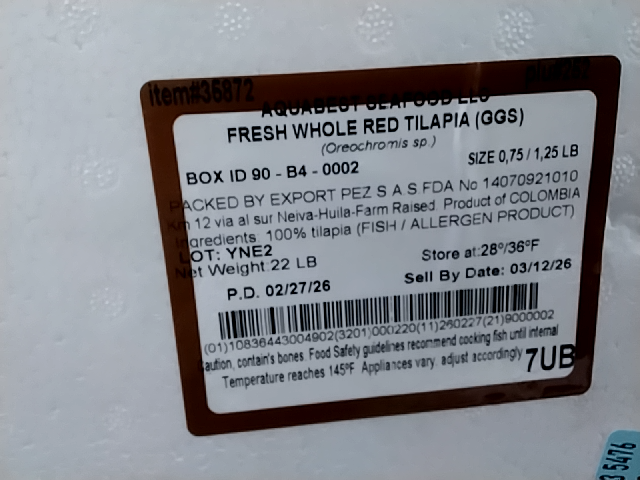 item#36872
AQUABEST SEAFOOD LLC
FRESH WHOLE RED TILAPIA (GGS)
(Oreochromis sp.)
BOX ID 90 - B4 - 0002
SIZE 0,75 / 1,25 LB
PACKED BY EXPORT PEZ S A S FDA No 14070921010
Km 12 via al sur Neiva-Huila-Farm Raised. Product of COLOMBIA
Ingredients: 100% tilapia (FISH / ALLERGEN PRODUCT)
LOT: YNE2
Net Weight:22 LB
Store at:28°/36°F
P.D. 02/27/26
Sell By Date: 03/12/26
(01)10836443004902(3201)000220(11)260227(21)9000002
Caution, contain's bones. Food Safety guidelines recommend cooking fish until internal
Temperature reaches 145°F. Appliances vary, adjust accordingly
7UB
5476